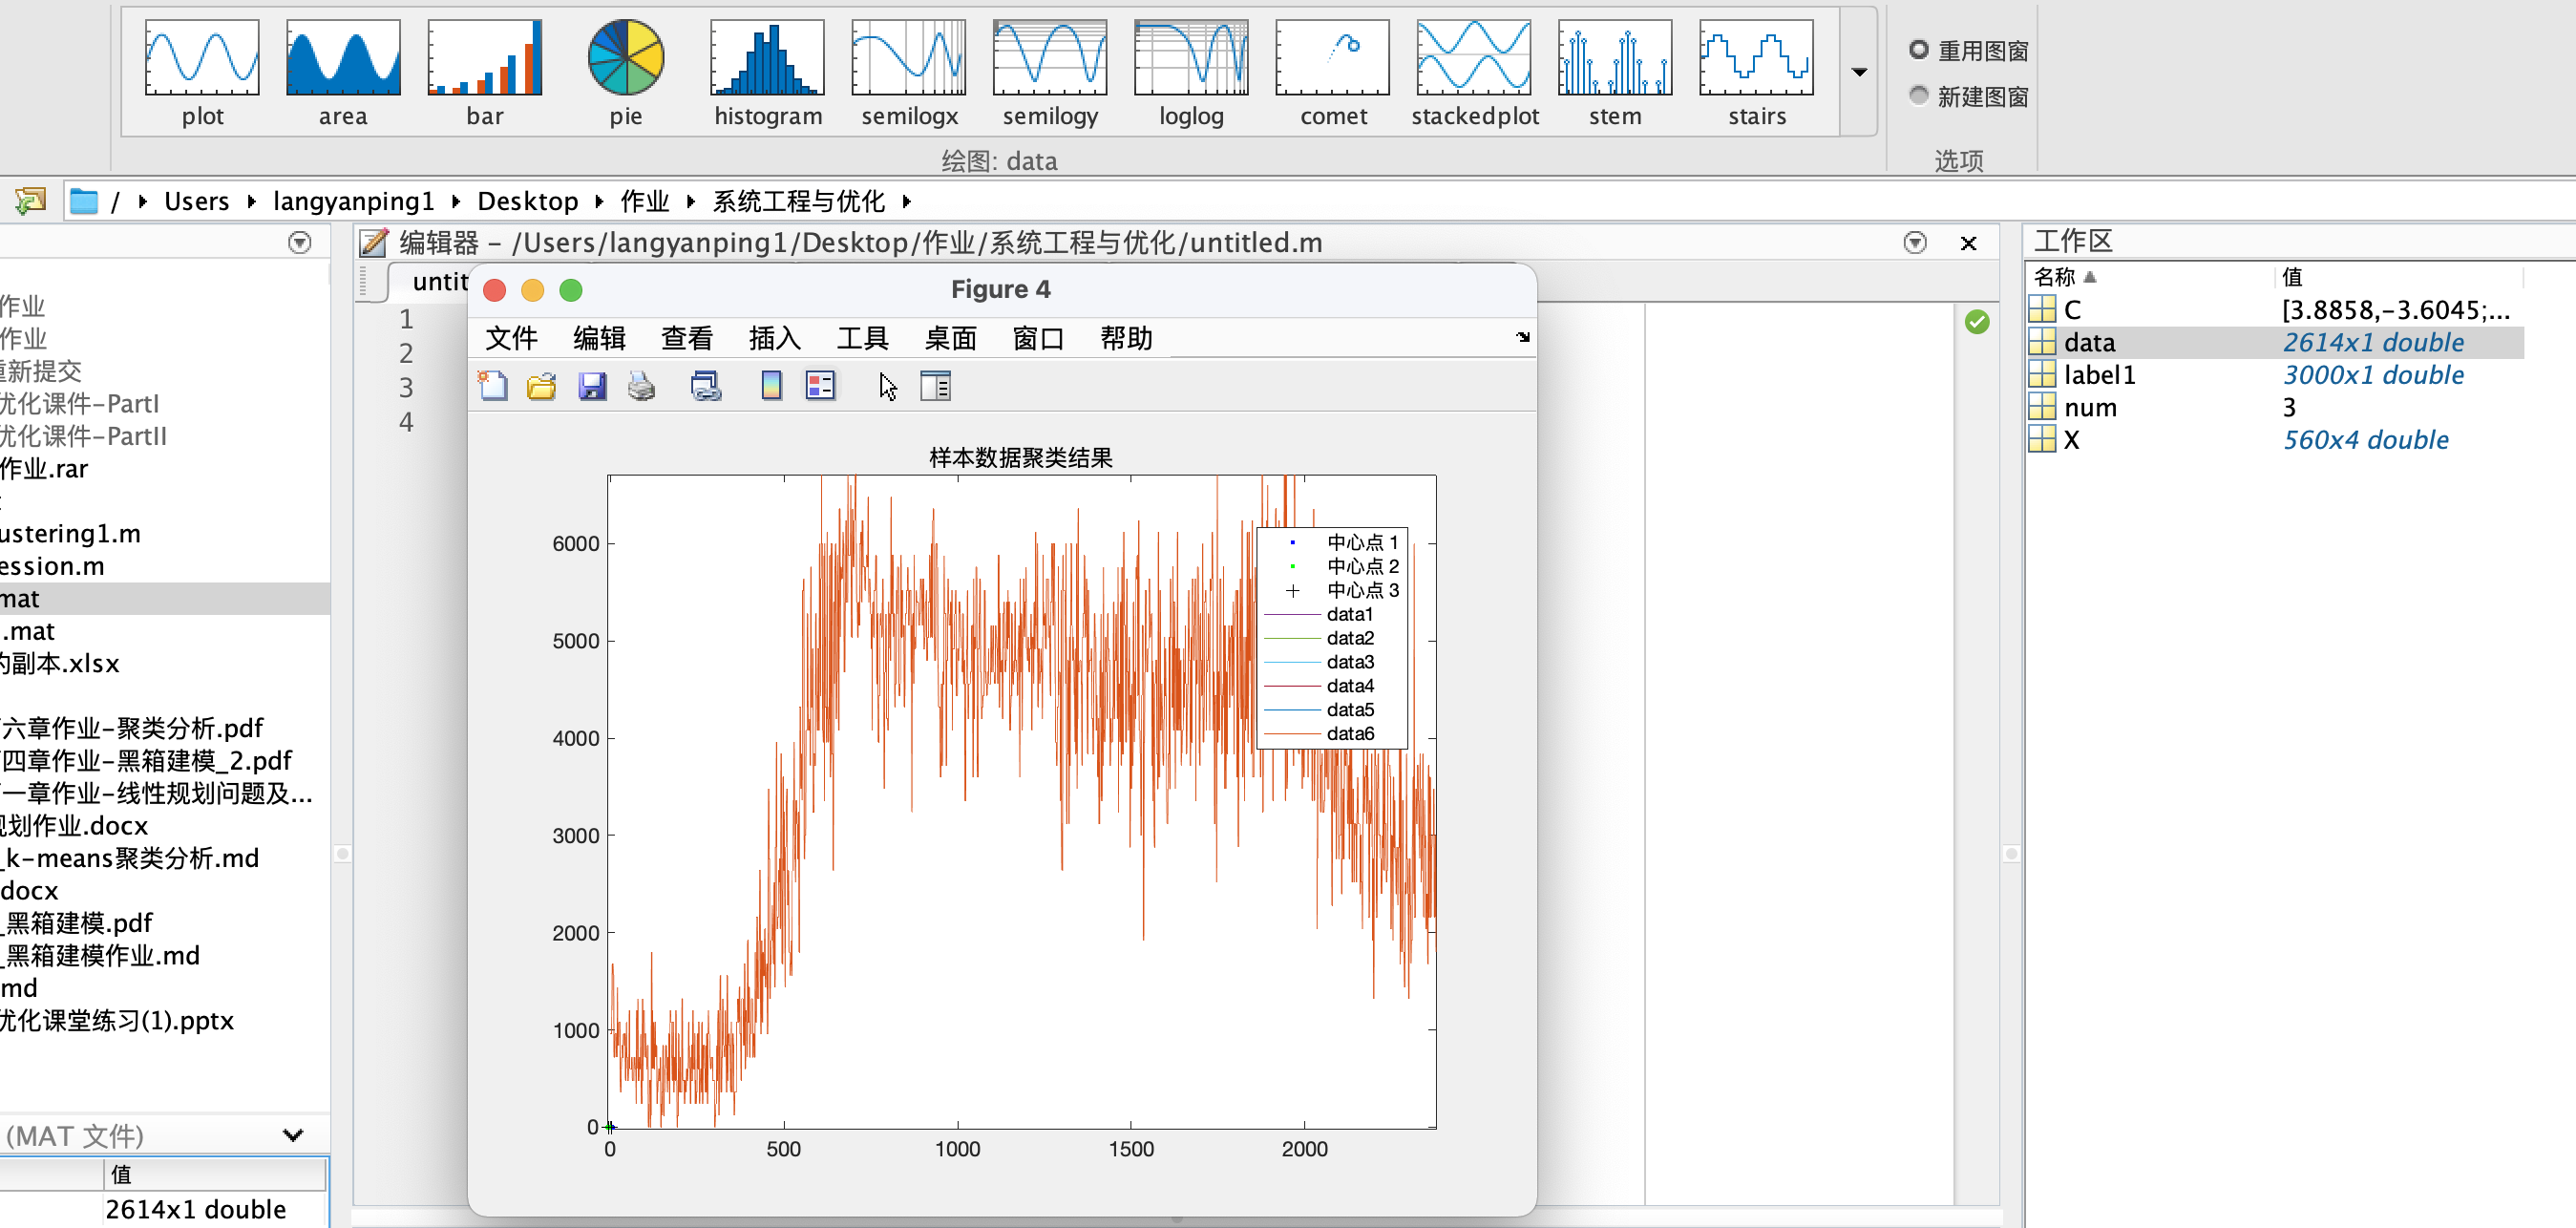 plot area bar pie histogram semilogx semilogy loglog comet stackedplot stem stairs
重用图窗
新建图窗
绘图: data
选项
/ Users langyanping1 Desktop 作业 系统工程与优化
编辑器 – /Users/langyanping1/Desktop/作业/系统工程与优化/untitled.m
untit
1
2
3
4
作业
作业
重新提交
优化课件–PartI
优化课件–PartII
作业.rar
ustering1.m
ession.m
mat
.mat
的副本.xlsx
六章作业–聚类分析.pdf
四章作业–黑箱建模_2.pdf
一章作业–线性规划问题及...
规划作业.docx
_k–means聚类分析.md
docx
_黑箱建模.pdf
_黑箱建模作业.md
md
优化课堂练习(1).pptx
(MAT 文件)
值
2614x1 double
Figure 4
文件 编辑 查看 插入 工具 桌面 窗口 帮助
样本数据聚类结果
6000
5000
4000
3000
2000
1000
0
0 500 1000 1500 2000
中心点 1
中心点 2
中心点 3
data1
data2
data3
data4
data5
data6
工作区
名称 值
C [3.8858,–3.6045;...
data 2614x1 double
label1 3000x1 double
num 3
X 560x4 double